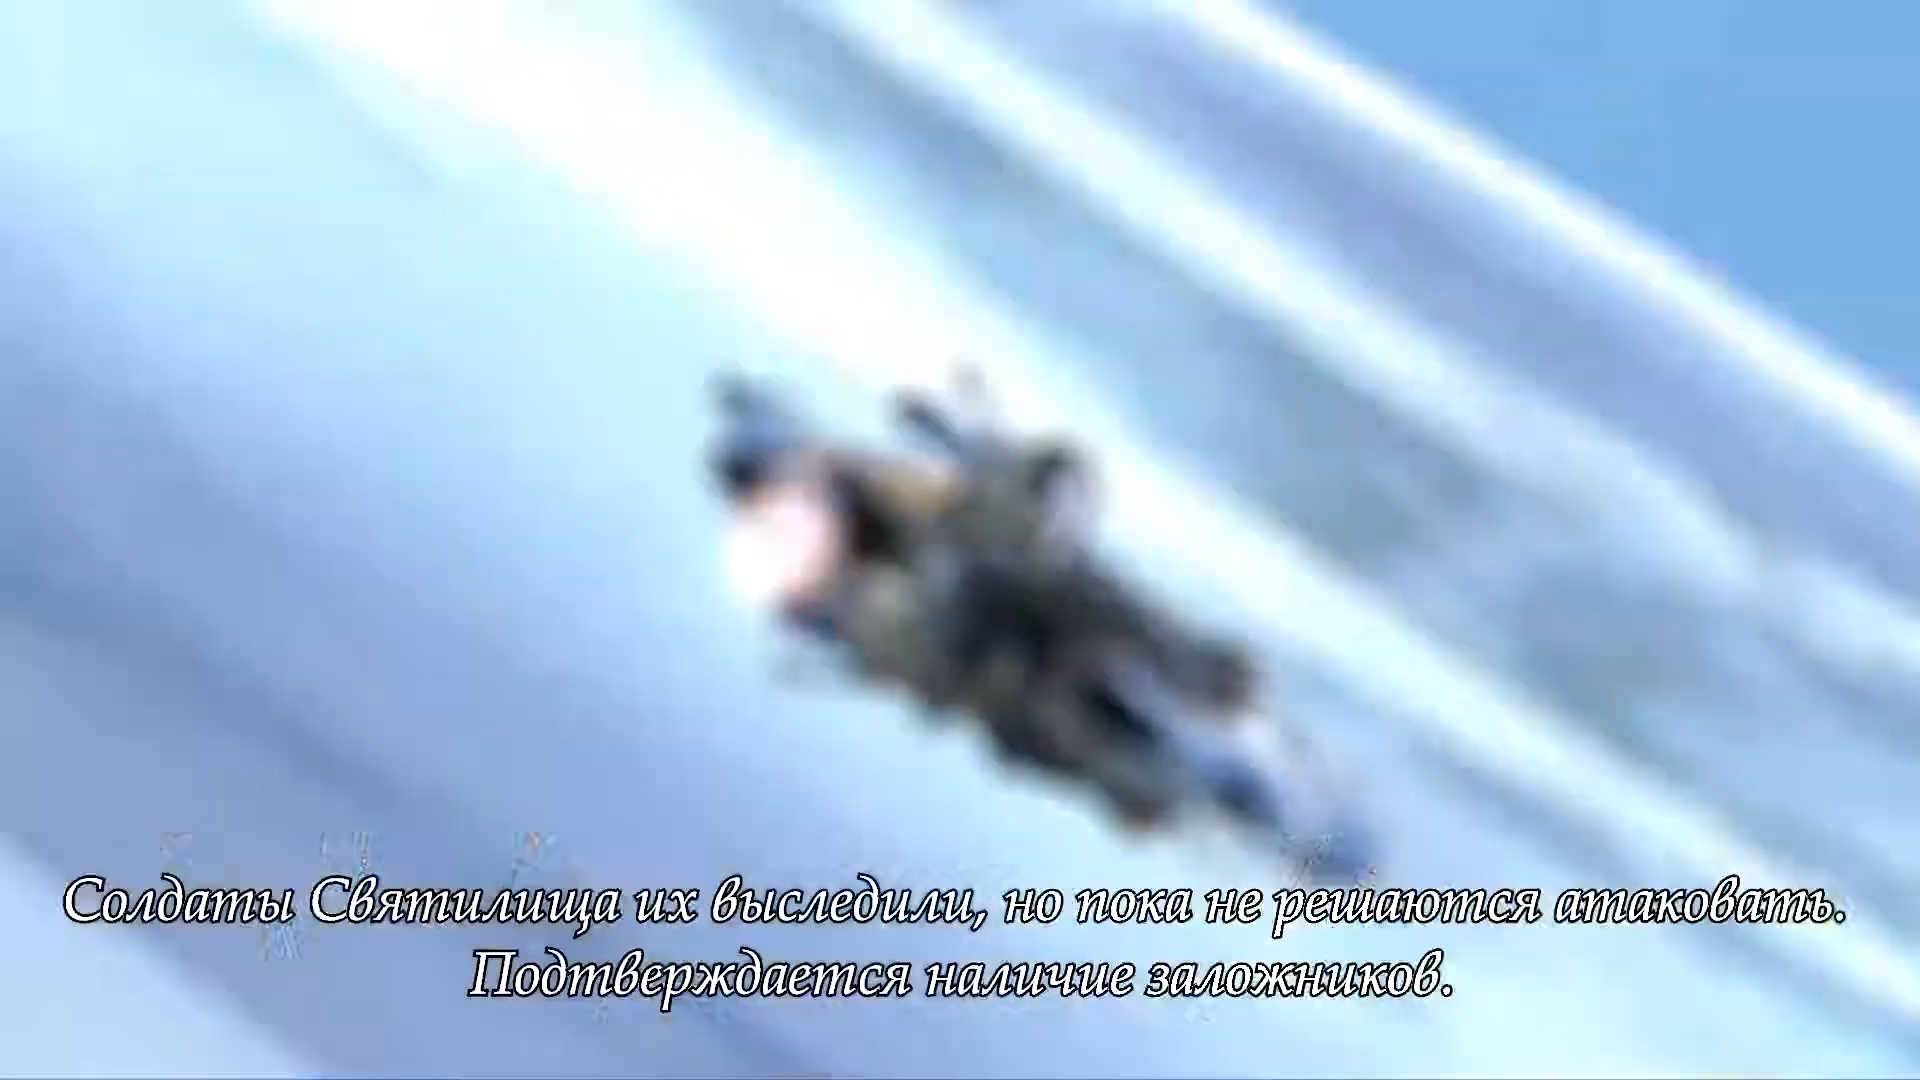 Солдаты Святилища их выследили, но пока не решаются атаковать.
Подтверждается наличие заложников.